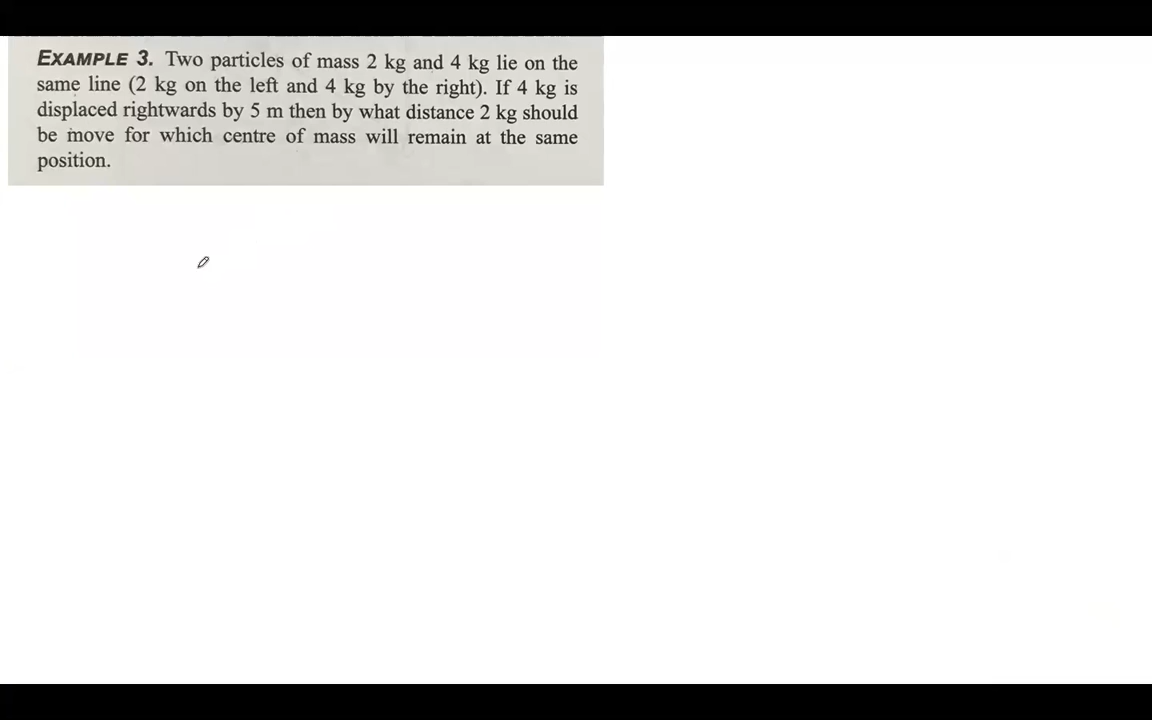 EXAMPLE 3. Two particles of mass 2 kg and 4 kg lie on the
same line (2 kg on the left and 4 kg by the right). If 4 kg is
displaced rightwards by 5 m then by what distance 2 kg should
be move for which centre of mass will remain at the same
position.